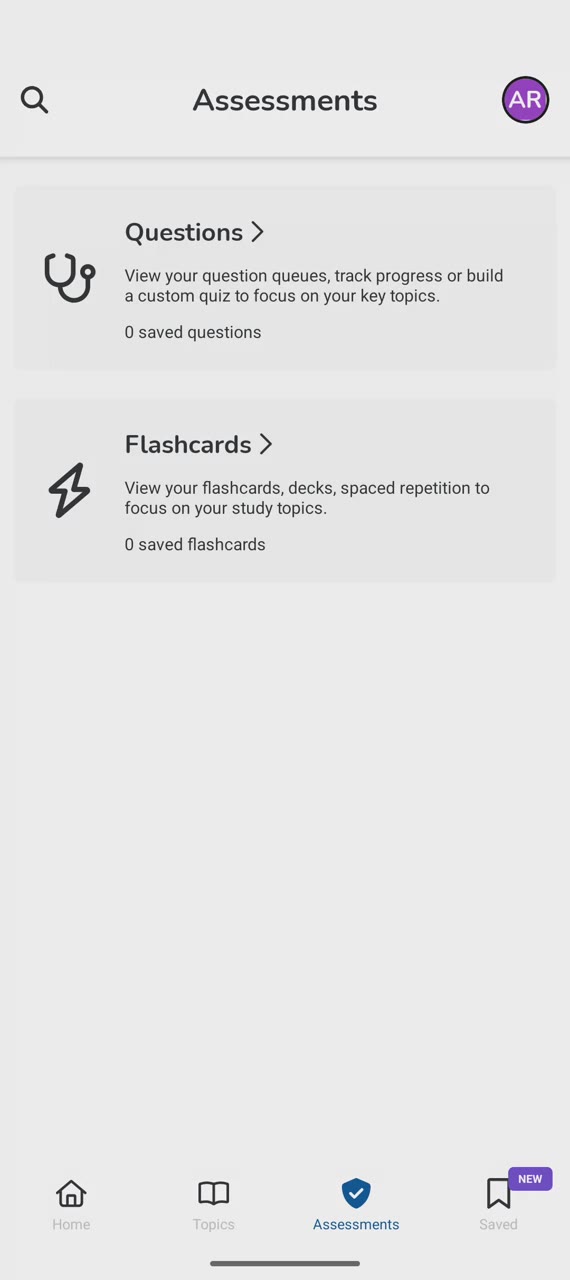 Assessments
AR
Questions
View your question queues, track progress or build
a custom quiz to focus on your key topics.
0 saved questions
Flashcards
View your flashcards, decks, spaced repetition to
focus on your study topics.
0 saved flashcards
NEW
Home
Topics
Assessments
Saved